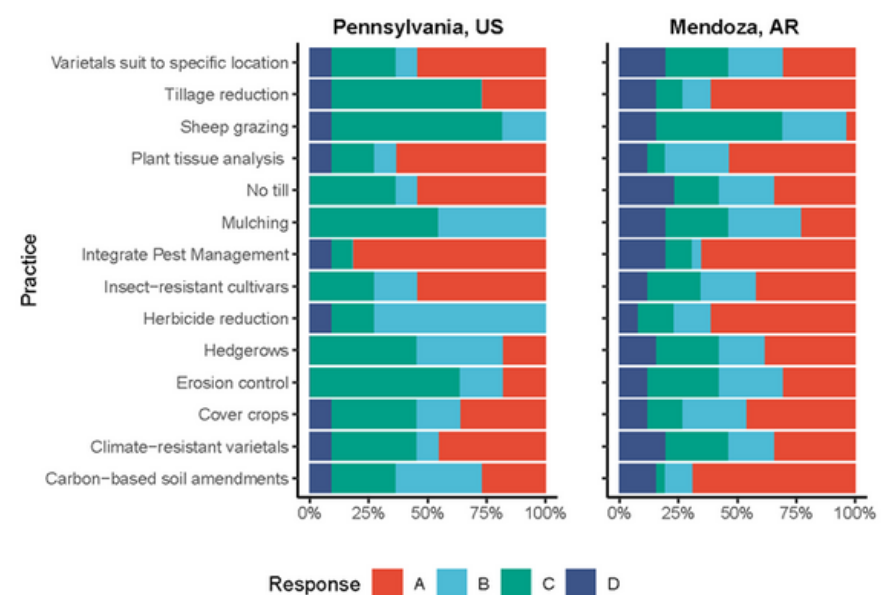 Pennsylvania, US
Mendoza, AR
Practice
Varietals suit to specific location
Tillage reduction
Sheep grazing
Plant tissue analysis
No till
Mulching
Integrate Pest Management
Insect−resistant cultivars
Herbicide reduction
Hedgerows
Erosion control
Cover crops
Climate−resistant varietals
Carbon−based soil amendments
0% 25% 50% 75% 100%
0% 25% 50% 75% 100%
Response A B C D